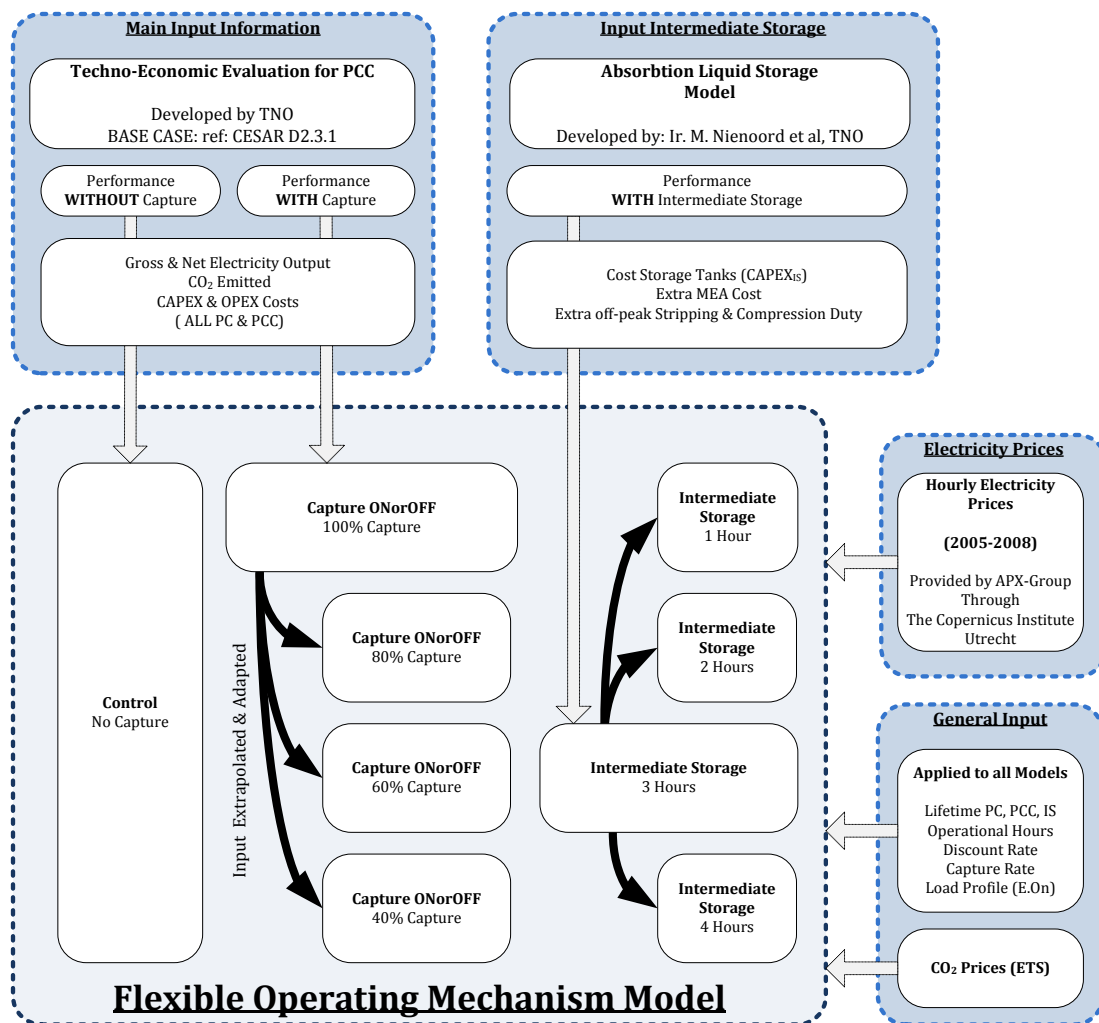 Main Input Information
Techno-Economic Evaluation for PCC
Developed by TNO
BASE CASE: ref: CESAR D2.3.1
Performance
WITHOUT Capture
Performance
WITH Capture
Gross & Net Electricity Output
CO₂ Emitted
CAPEX & OPEX Costs
( ALL PC & PCC)
Input Intermediate Storage
Absorbtion Liquid Storage
Model
Developed by: Ir. M. Nienoord et al, TNO
Performance
WITH Intermediate Storage
Cost Storage Tanks (CAPEXIS)
Extra MEA Cost
Extra off-peak Stripping & Compression Duty
Control
No Capture
Capture ONorOFF
100% Capture
Input Extrapolated & Adapted
Capture ONorOFF
80% Capture
Capture ONorOFF
60% Capture
Capture ONorOFF
40% Capture
Intermediate
Storage
1 Hour
Intermediate
Storage
2 Hours
Intermediate Storage
3 Hours
Intermediate
Storage
4 Hours
Flexible Operating Mechanism Model
Electricity Prices
Hourly Electricity
Prices
(2005-2008)
Provided by APX-Group
Through
The Copernicus Institute
Utrecht
General Input
Applied to all Models
Lifetime PC, PCC, IS
Operational Hours
Discount Rate
Capture Rate
Load Profile (E.On)
CO₂ Prices (ETS)